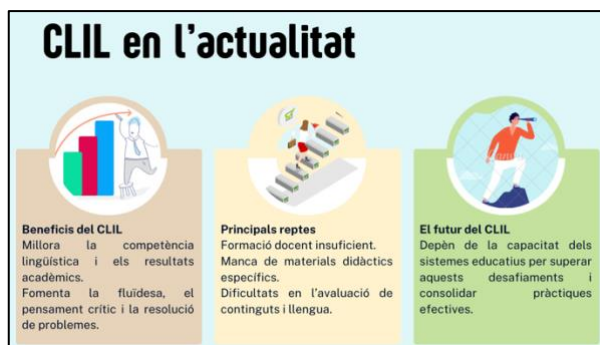 CLIL en l'actualitat
Beneficis del CLIL
Millora la competència
lingüística i els resultats
acadèmics.
Fomenta la fluïdesa, el
pensament crític i la resolució
de problemes.
Principals reptes
Formació docent insuficient.
Manca de materials didàctics
específics.
Dificultats en l'avaluació de
continguts i llengua.
El futur del CLIL
Depèn de la capacitat dels
sistemes educatius per superar
aquests desafiaments i
consolidar pràctiques
efectives.